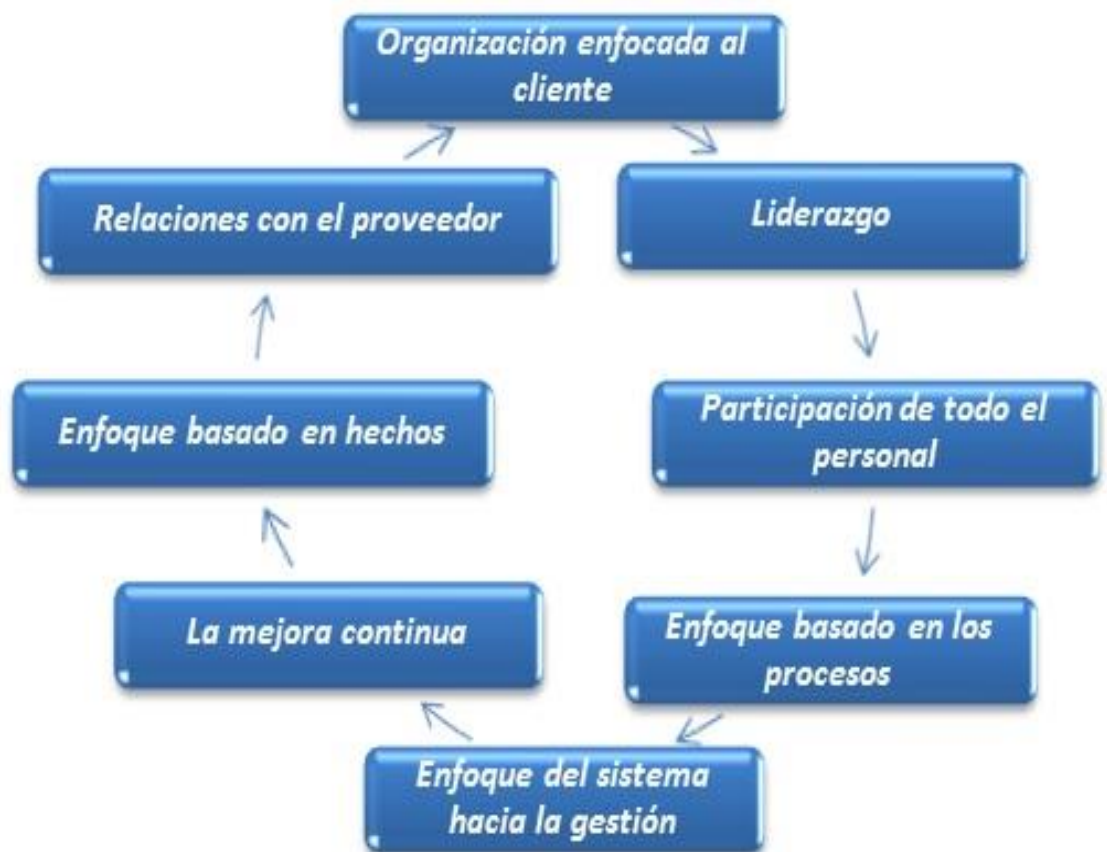 Organización enfocada al
cliente
Liderazgo
Participación de todo el
personal
Enfoque basado en los
procesos
Enfoque del sistema
hacia la gestión
La mejora continua
Enfoque basado en hechos
Relaciones con el proveedor